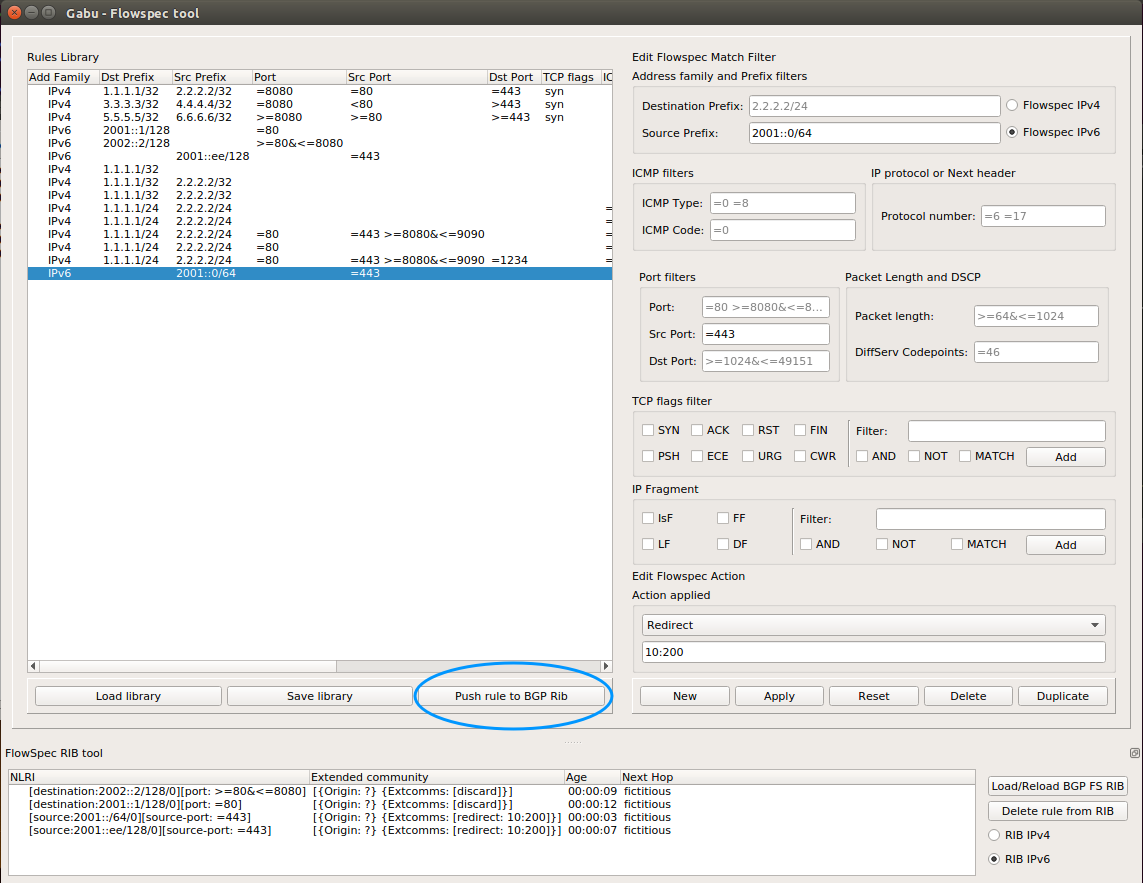 Gabu - Flowspec tool
Rules Library
Add Family Dst Prefix Src Prefix Port Src Port Dst Port TCP flags IC
IPv4 1.1.1.1/32 2.2.2.2/32 =8080 =80 =443 syn
IPv4 3.3.3.3/32 4.4.4.4/32 =8080 <80 >443 syn
IPv4 5.5.5.5/32 6.6.6.6/32 >=8080 >=80 >=443 syn
IPv6 2001::1/128 =80
IPv6 2002::2/128 >=80&<=8080
IPv6 2001::ee/128 =443
IPv4 1.1.1.1/32
IPv4 1.1.1.1/32 2.2.2.2/32
IPv4 1.1.1.1/32 2.2.2.2/32
IPv4 1.1.1.1/24 2.2.2.2/24 =
IPv4 1.1.1.1/24 2.2.2.2/24 =
IPv4 1.1.1.1/24 2.2.2.2/24 =80 =443 >=8080&<=9090 =
IPv4 1.1.1.1/24 2.2.2.2/24 =80 =
IPv4 1.1.1.1/24 2.2.2.2/24 =80 =443 >=8080&<=9090 =1234 =
IPv6 2001::0/64 =443
Load library Save library Push rule to BGP Rib
Edit Flowspec Match Filter
Address family and Prefix filters
Destination Prefix: 2.2.2.2/24 Flowspec IPv4
Source Prefix: 2001::0/64 Flowspec IPv6
ICMP filters
ICMP Type: =0 =8
ICMP Code: =0
IP protocol or Next header
Protocol number: =6 =17
Port filters
Port: =80 >=8080&<=8...
Src Port: =443
Dst Port: >=1024&<=49151
Packet Length and DSCP
Packet length: >=64&<=1024
DiffServ Codepoints: =46
TCP flags filter
SYN ACK RST FIN Filter:
PSH ECE URG CWR AND NOT MATCH Add
IP Fragment
IsF FF Filter:
LF DF AND NOT MATCH Add
Edit Flowspec Action
Action applied
Redirect
10:200
New Apply Reset Delete Duplicate
FlowSpec RIB tool
NLRI Extended community Age Next Hop
[destination:2002::2/128/0][port: >=80&<=8080] [{Origin: ?} {Extcomms: [discard]}] 00:00:09 fictitious
[destination:2001::1/128/0][port: =80] [{Origin: ?} {Extcomms: [discard]}] 00:00:12 fictitious
[source:2001::/64/0][source-port: =443] [{Origin: ?} {Extcomms: [redirect: 10:200]}] 00:00:03 fictitious
[source:2001::ee/128/0][source-port: =443] [{Origin: ?} {Extcomms: [redirect: 10:200]}] 00:00:07 fictitious
Load/Reload BGP FS RIB
Delete rule from RIB
RIB IPv4
RIB IPv6